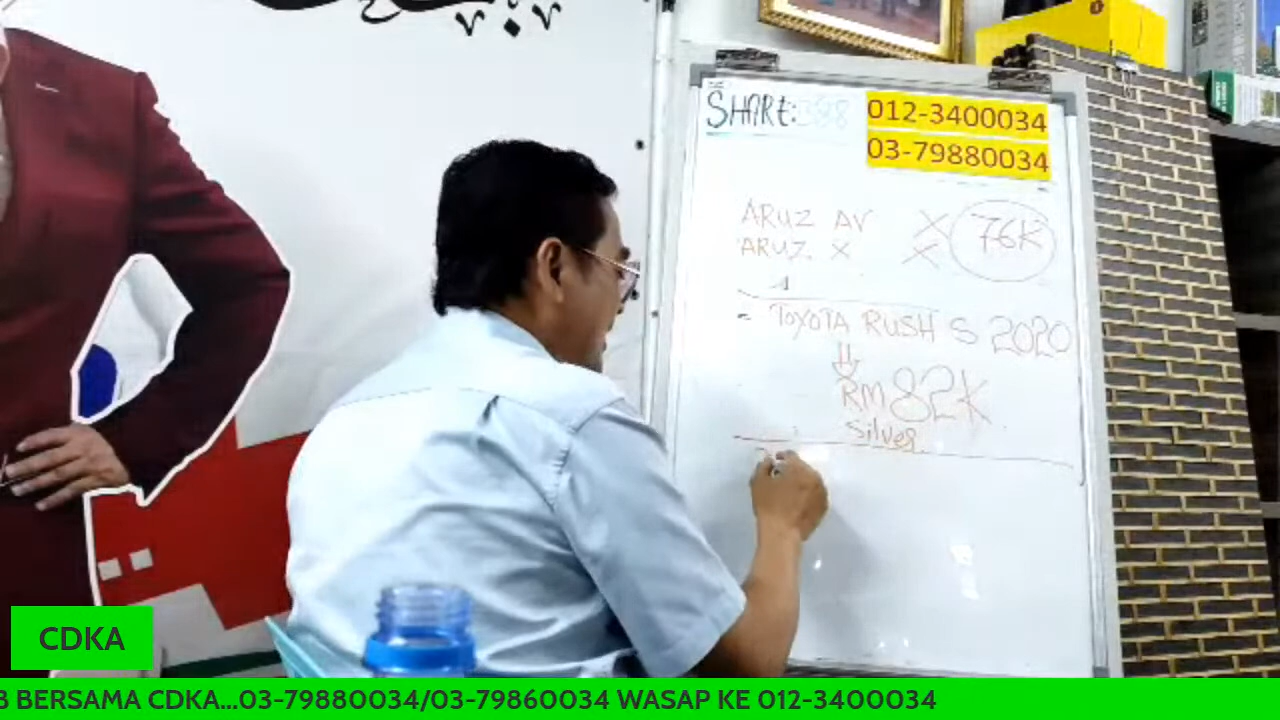 SHARE: 388
012-3400034
03-79880034
ARUZ AV X 76K
ARUZ X X
TOYOTA RUSH S 2020
RM 82K
Silver
CDKA
BERSAMA CDKA...03-79880034/03-79860034 WASAP KE 012-3400034